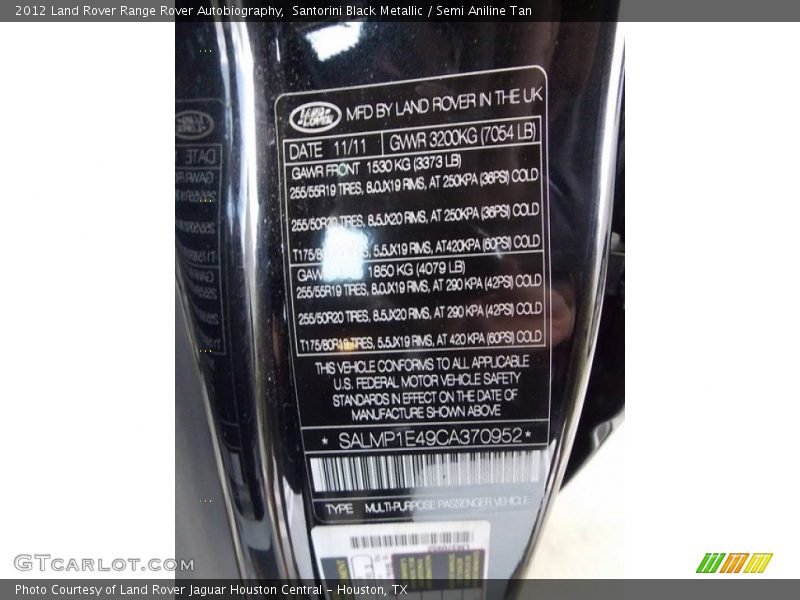 2012 Land Rover Range Rover Autobiography, Santorini Black Metallic / Semi Aniline Tan
LAND ROVER MFD BY LAND ROVER IN THE UK
DATE 11/11 GVWR 3200KG (7054 LB)
GAWR FRONT 1530 KG (3373 LB)
255/55R19 TIRES, 8.0JX19 RIMS, AT 250KPA (36PSI) COLD
255/50R20 TIRES, 8.5JX20 RIMS, AT 250KPA (36PSI) COLD
5.5JX19 RIMS, AT 420KPA (60PSI) COLD
1850 KG (4079 LB)
255/55R19 TIRES, 8.0JX19 RIMS, AT 290 KPA (42PSI) COLD
255/50R20 TIRES, 8.5JX20 RIMS, AT 290 KPA (42PSI) COLD
T175/80R19 TIRES, 5.5JX19 RIMS, AT 420 KPA (60PSI) COLD
THIS VEHICLE CONFORMS TO ALL APPLICABLE
U.S. FEDERAL MOTOR VEHICLE SAFETY
STANDARDS IN EFFECT ON THE DATE OF
MANUFACTURE SHOWN ABOVE
* SALMP1E49CA370952 *
TYPE MULTI-PURPOSE PASSENGER VEHICLE
GTCarlot.com
Photo Courtesy of Land Rover Jaguar Houston Central - Houston, TX